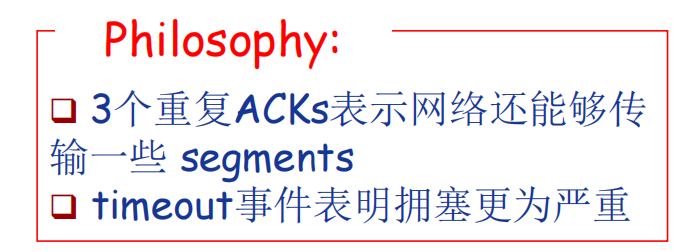 Philosophy:
❑ 3个重复ACKs表示网络还能够传
输一些 segments
❑ timeout事件表明拥塞更为严重